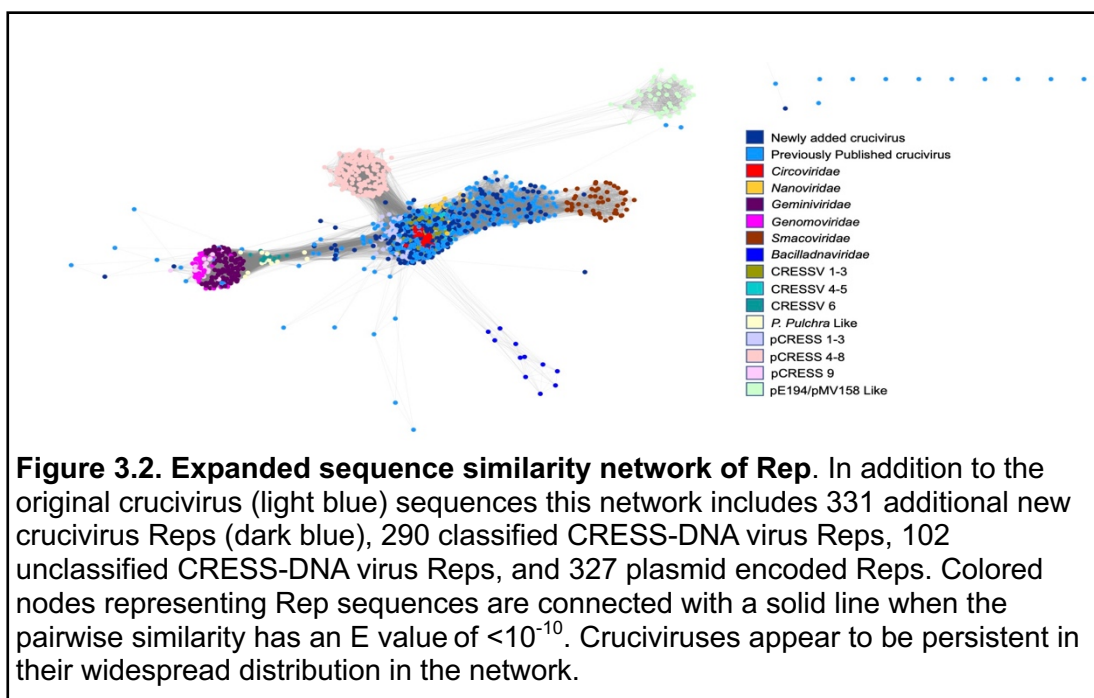 Newly added crucivirus
Previously Published crucivirus
Circoviridae
Nanoviridae
Geminiviridae
Genomoviridae
Smacoviridae
Bacilladnaviridae
CRESSV 1-3
CRESSV 4-5
CRESSV 6
P. Pulchra Like
pCRESS 1-3
pCRESS 4-8
pCRESS 9
pE194/pMV158 Like
Figure 3.2. Expanded sequence similarity network of Rep. In addition to the
original crucivirus (light blue) sequences this network includes 331 additional new
crucivirus Reps (dark blue), 290 classified CRESS-DNA virus Reps, 102
unclassified CRESS-DNA virus Reps, and 327 plasmid encoded Reps. Colored
nodes representing Rep sequences are connected with a solid line when the
pairwise similarity has an E value of <10⁻¹⁰. Cruciviruses appear to be persistent in
their widespread distribution in the network.